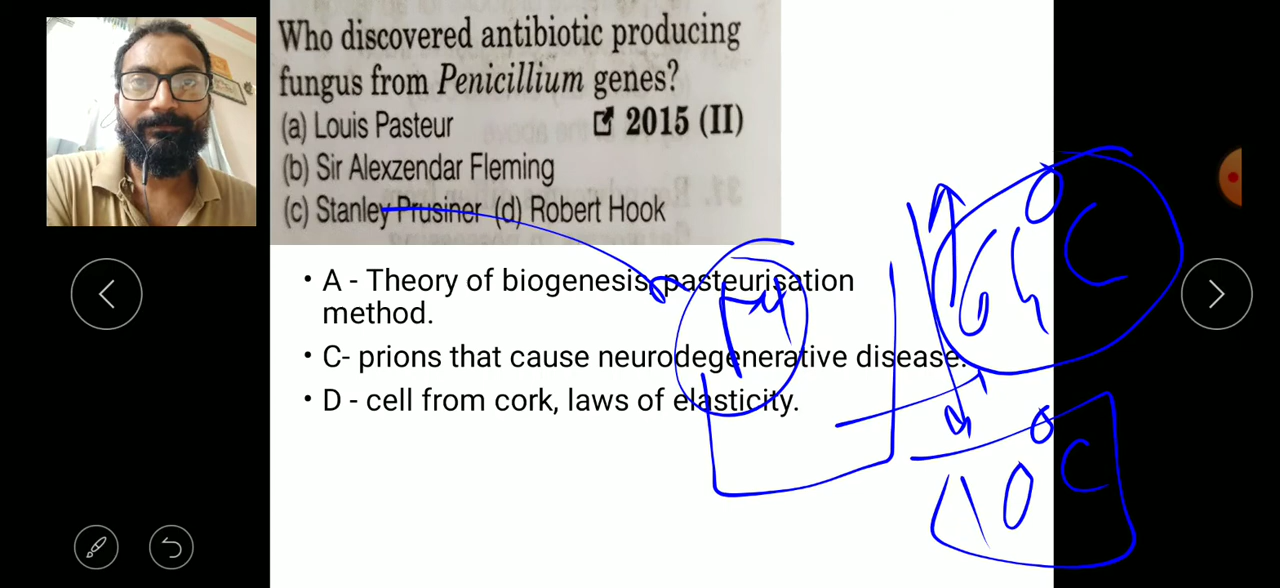 Who discovered antibiotic producing
fungus from Penicillium genes?
(a) Louis Pasteur 2015 (II)
(b) Sir Alexzendar Fleming
(c) Stanley Prusiner (d) Robert Hook
• A - Theory of biogenesis, pasteurisation
method.
• C- prions that cause neurodegenerative disease.
• D - cell from cork, laws of elasticity.
10°C